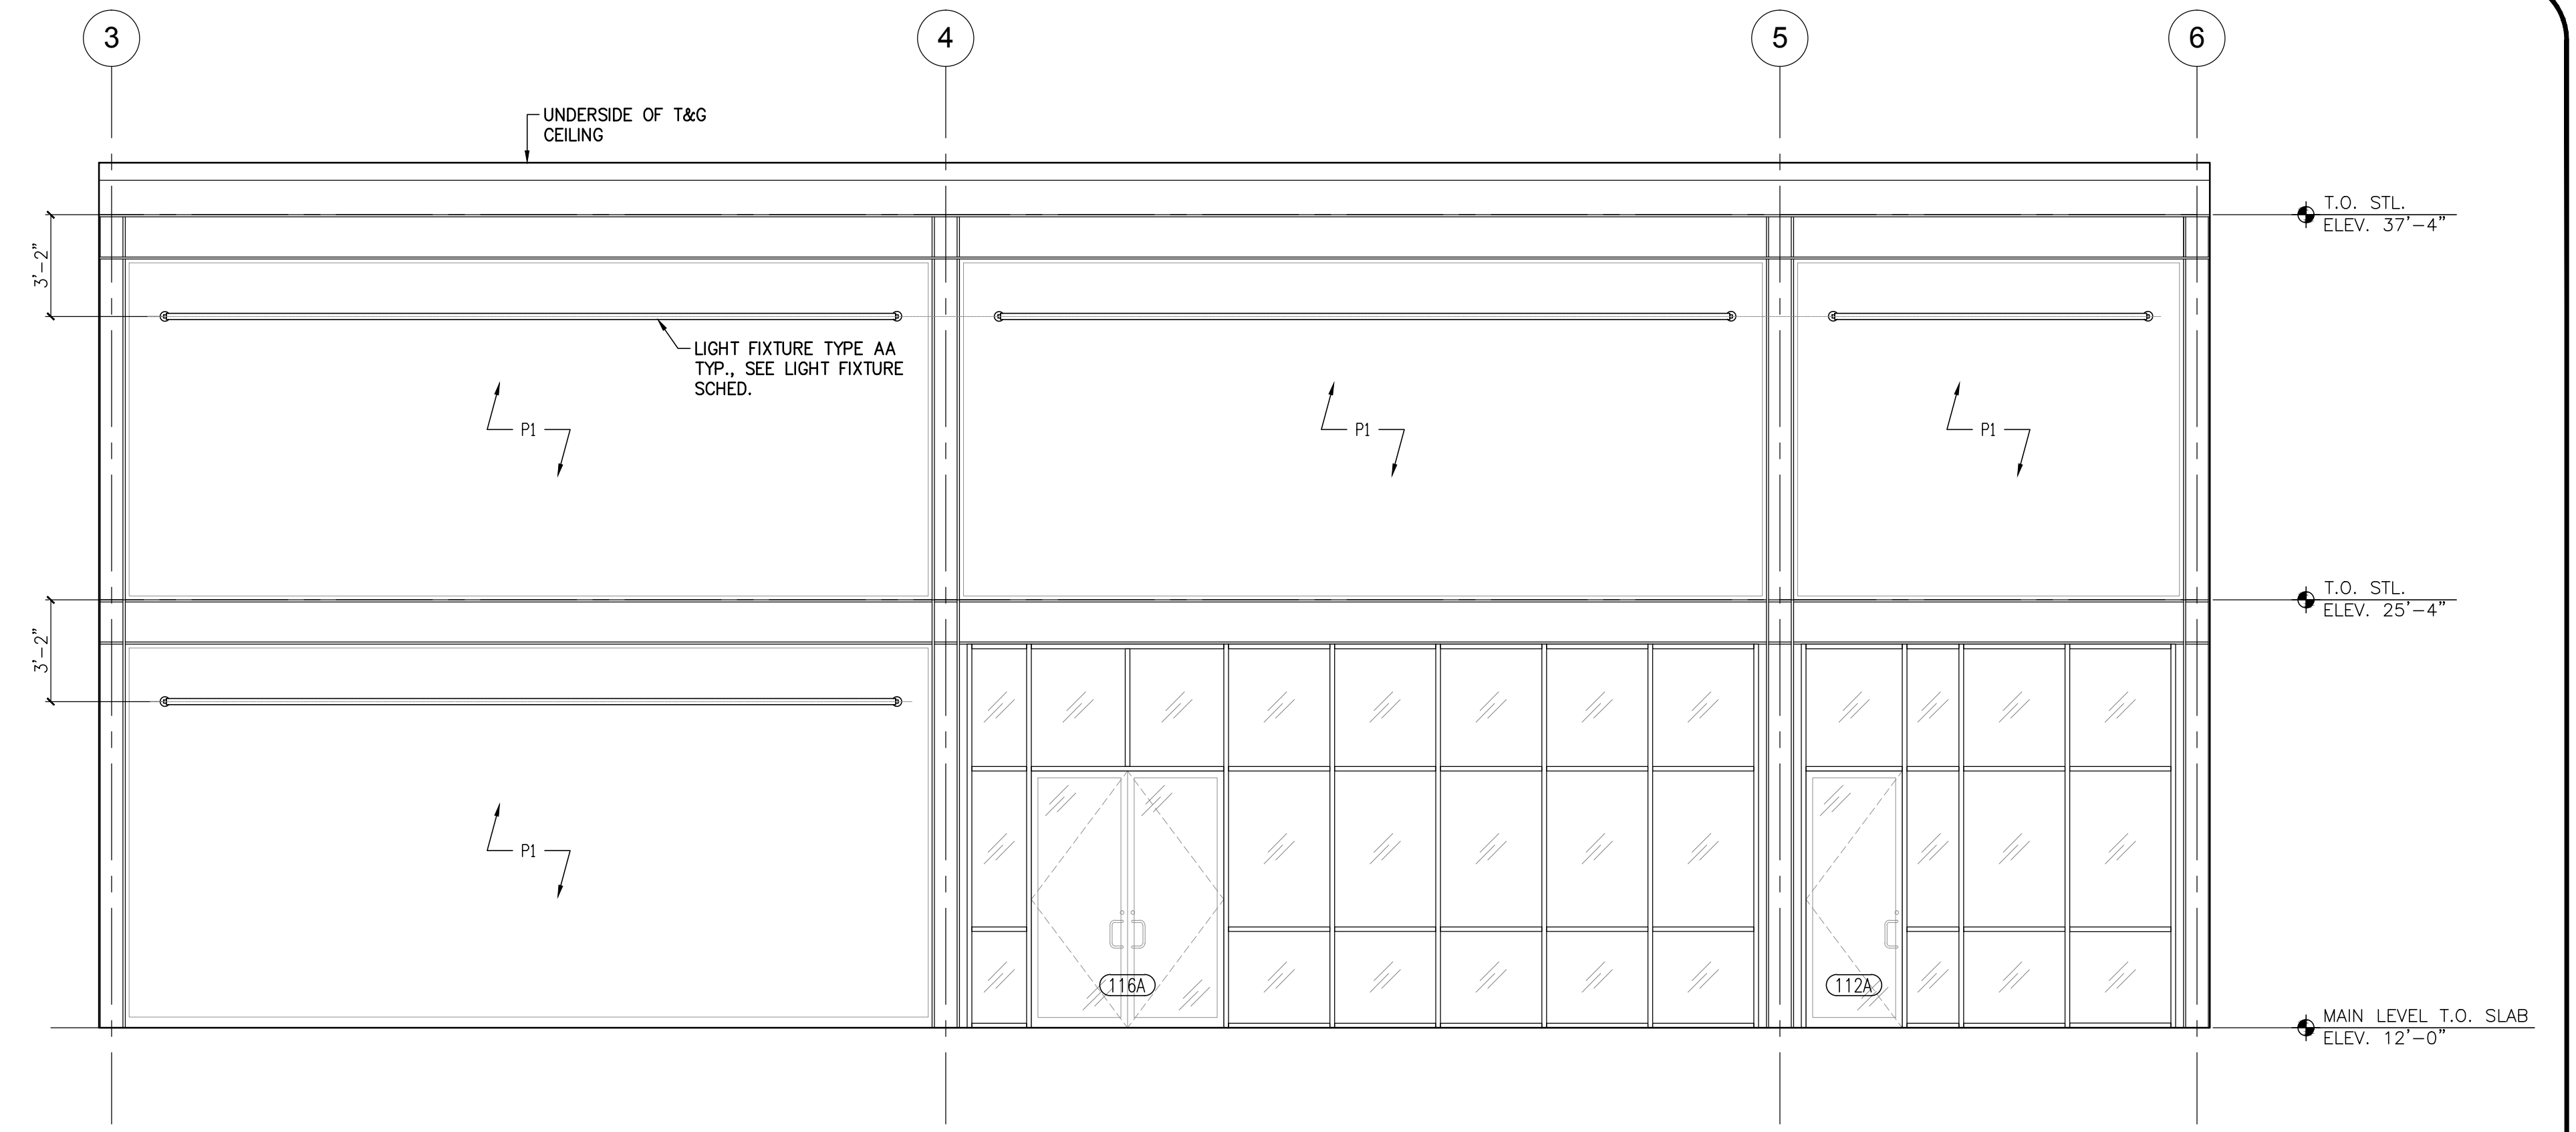 3
4
5
6
UNDERSIDE OF T&G
CEILING
T.O. STL.
ELEV. 37'-4"
3'-2"
LIGHT FIXTURE TYPE AA
TYP., SEE LIGHT FIXTURE
SCHED.
P1
P1
P1
T.O. STL.
ELEV. 25'-4"
3'-2"
P1
116A
112A
MAIN LEVEL T.O. SLAB
ELEV. 12'-0"